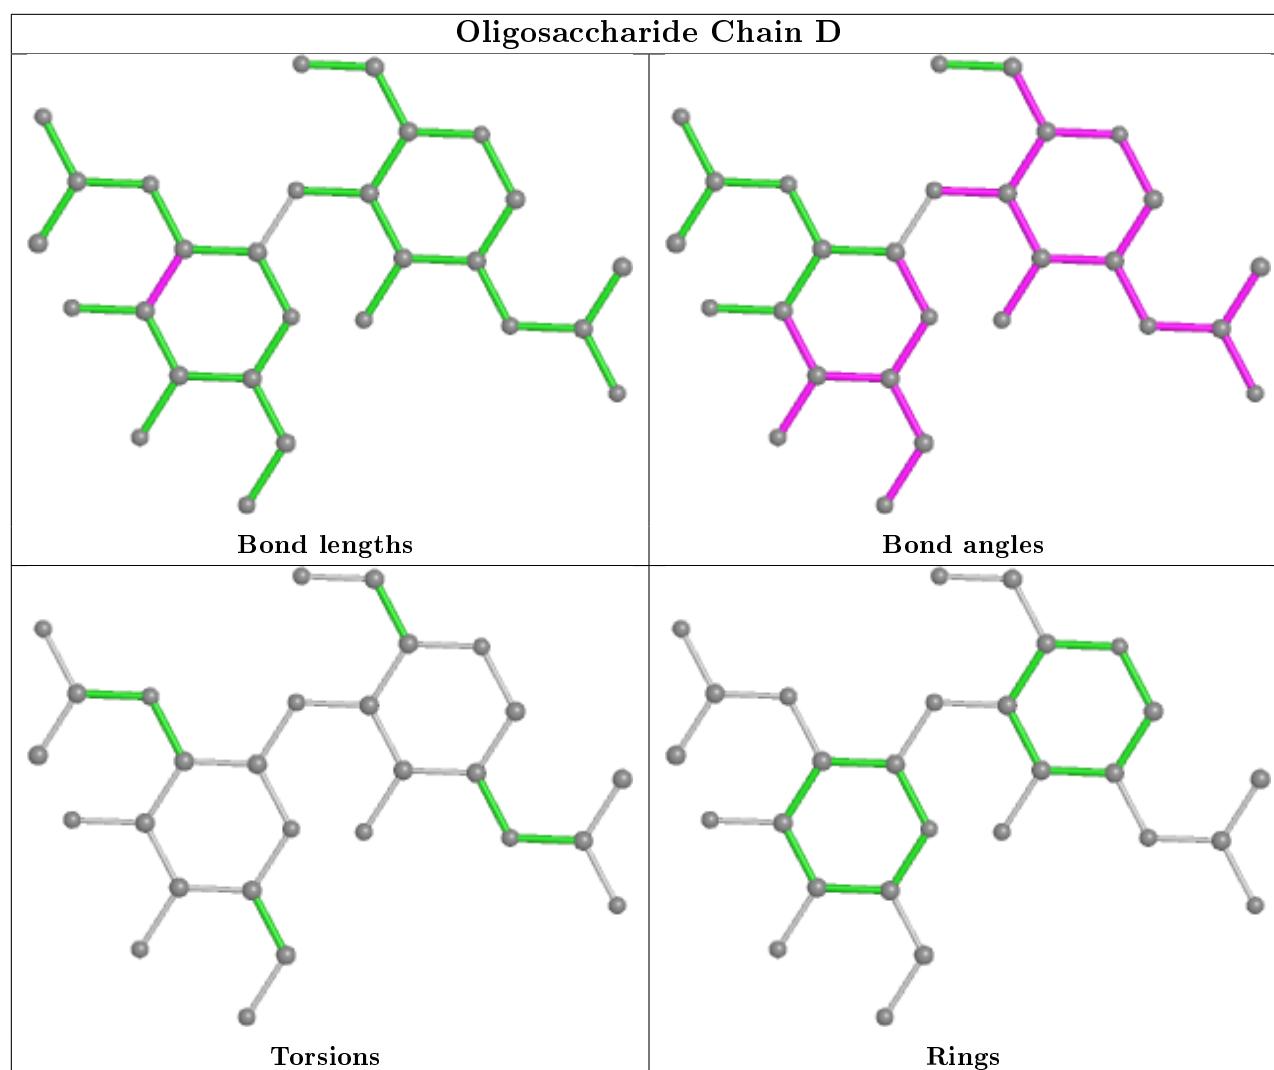 Oligosaccharide Chain D
Bond lengths
Bond angles
Torsions
Rings